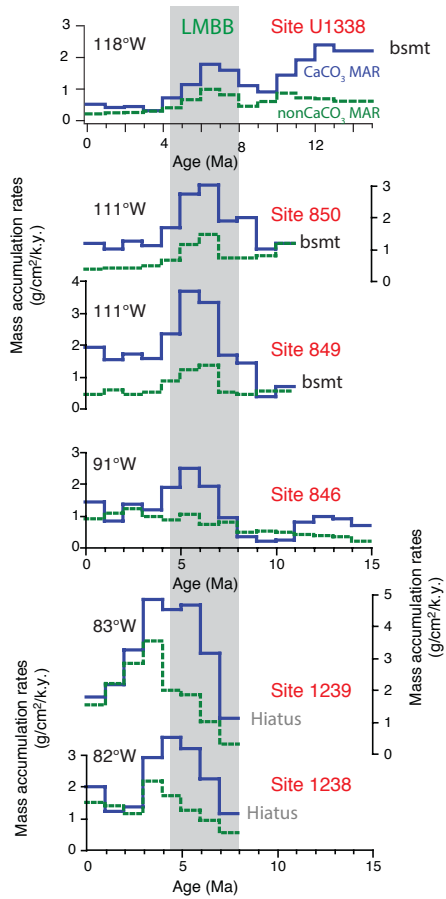 LMBB
Site U1338
118°W
bsmt
CaCO3 MAR
nonCaCO3 MAR
3
2
1
0
0 4 8 12
Age (Ma)
Mass accumulation rates
(g/cm2/k.y.)
111°W
Site 850
bsmt
2
1
0
3
2
1
0
111°W
Site 849
bsmt
4
3
2
1
0
91°W
Site 846
3
2
1
0
0 5 10 15
Age (Ma)
Mass accumulation rates
(g/cm2/k.y.)
83°W
Site 1239
Hiatus
5
4
3
2
1
0
Mass accumulation rates
(g/cm2/k.y.)
82°W
Site 1238
Hiatus
3
2
1
0
0 5 10 15
Age (Ma)